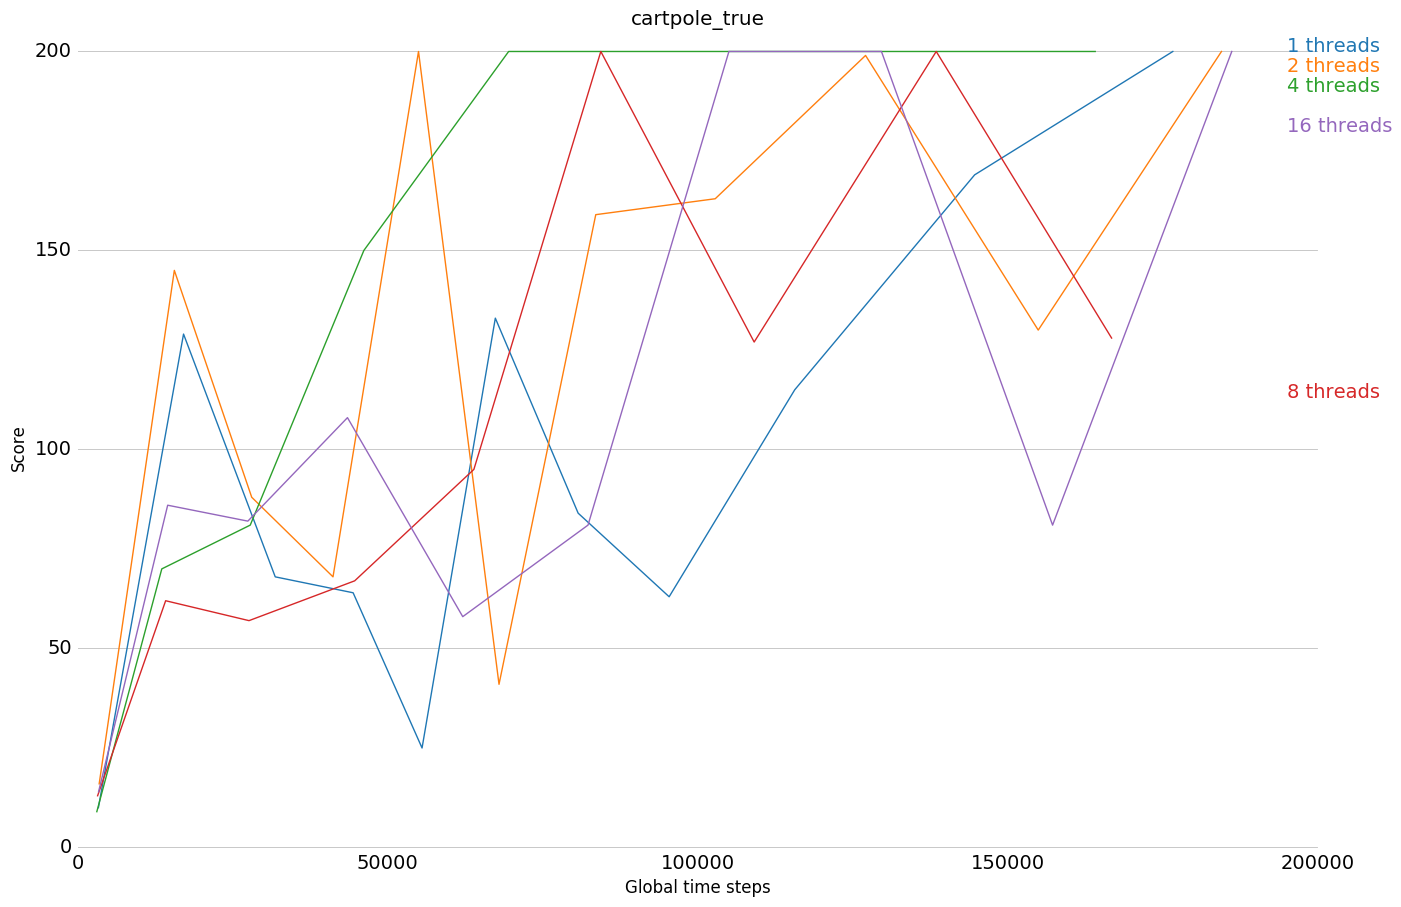 cartpole_true
200
150
100
50
0
Score
0 50000 100000 150000 200000
Global time steps
1 threads
2 threads
4 threads
16 threads
8 threads